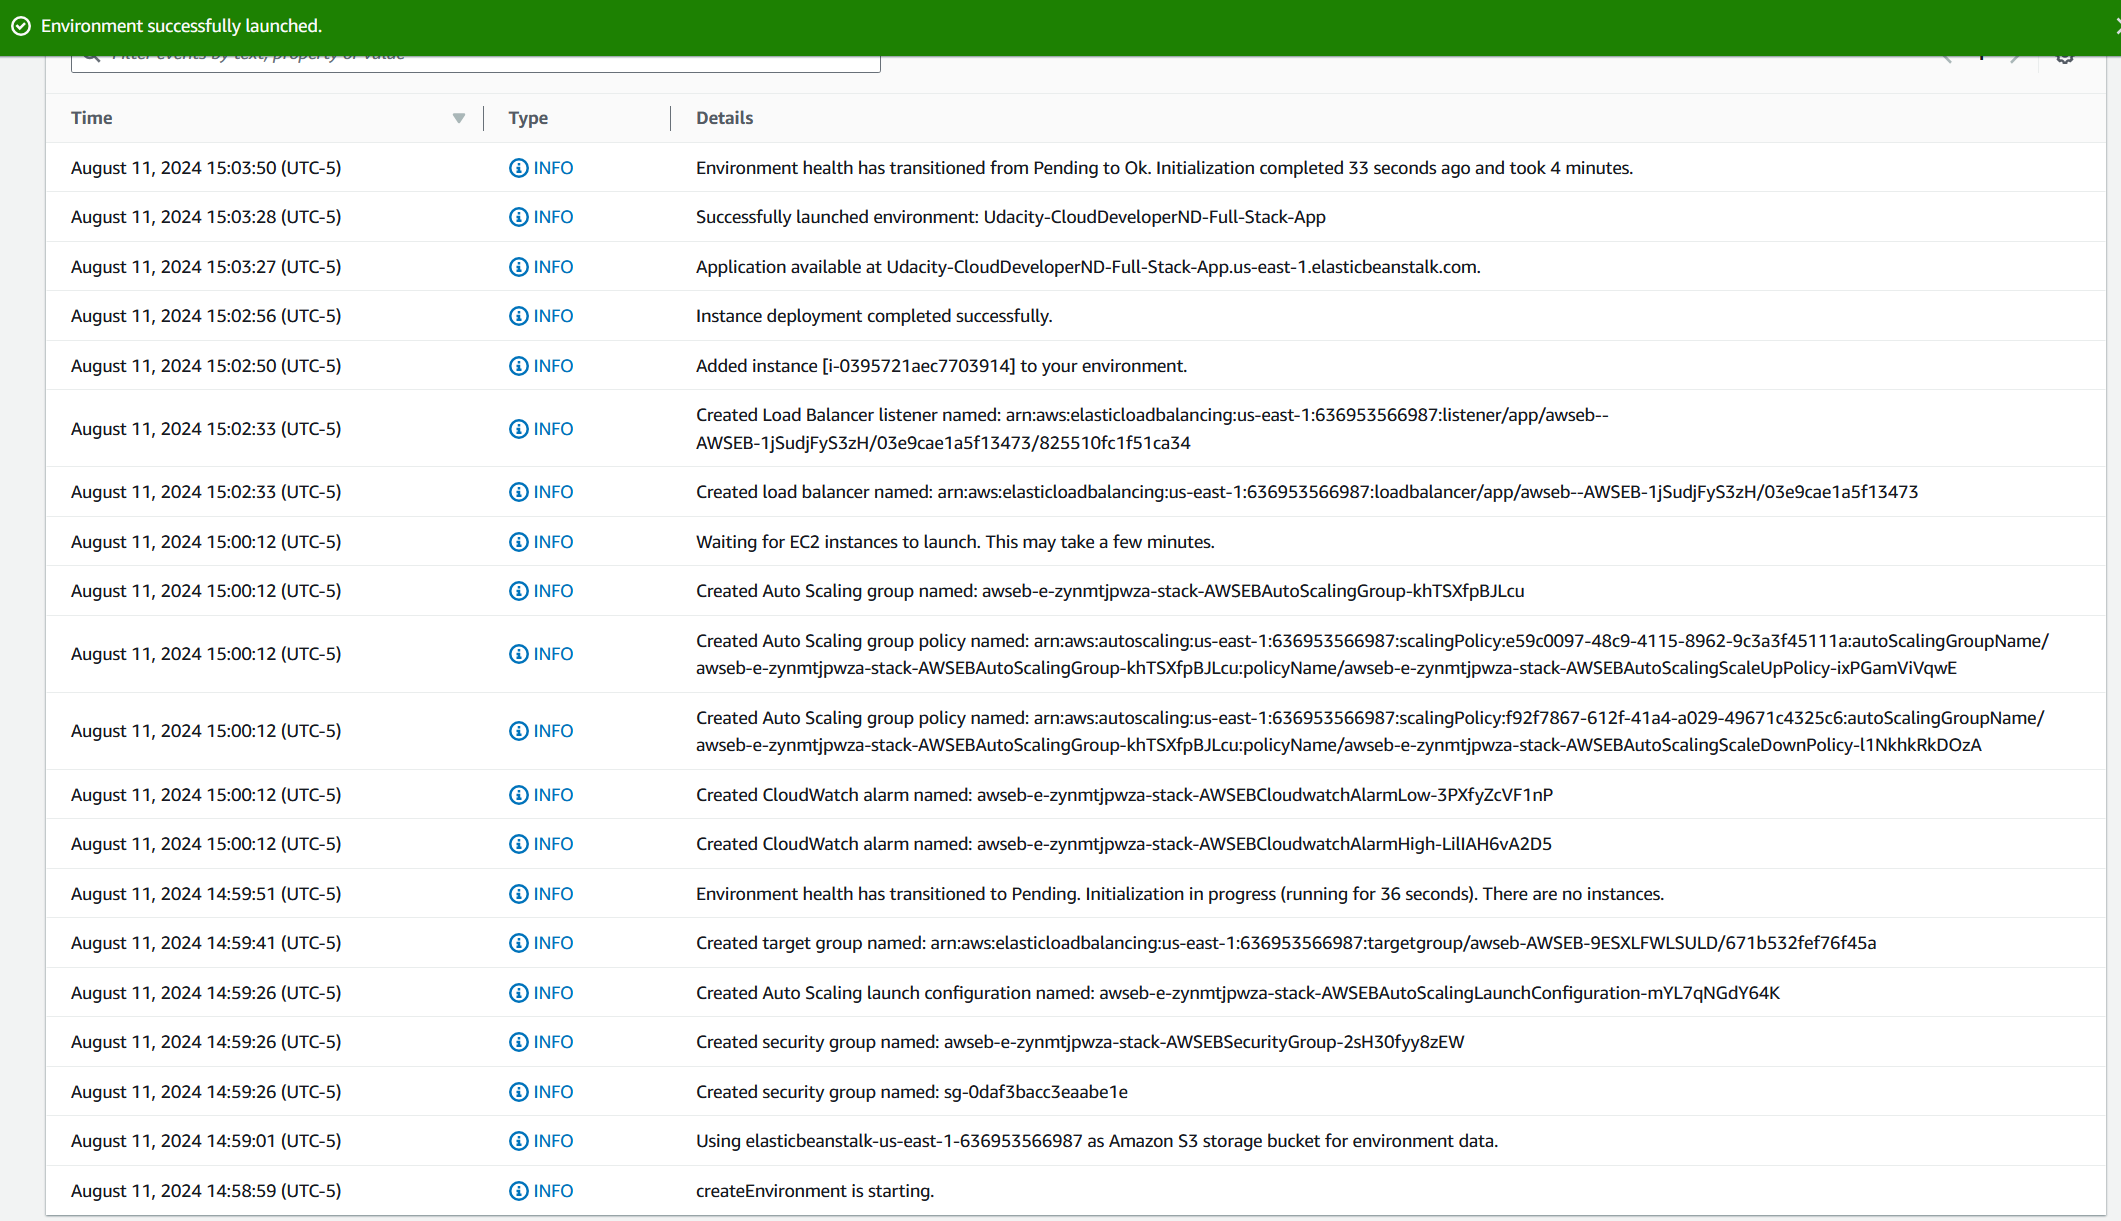 Environment successfully launched.
Filter events by text, property or value
1
Time Type Details
August 11, 2024 15:03:50 (UTC-5) INFO Environment health has transitioned from Pending to Ok. Initialization completed 33 seconds ago and took 4 minutes.
August 11, 2024 15:03:28 (UTC-5) INFO Successfully launched environment: Udacity-CloudDeveloperND-Full-Stack-App
August 11, 2024 15:03:27 (UTC-5) INFO Application available at Udacity-CloudDeveloperND-Full-Stack-App.us-east-1.elasticbeanstalk.com.
August 11, 2024 15:02:56 (UTC-5) INFO Instance deployment completed successfully.
August 11, 2024 15:02:50 (UTC-5) INFO Added instance [i-0395721aec7703914] to your environment.
August 11, 2024 15:02:33 (UTC-5) INFO Created Load Balancer listener named: arn:aws:elasticloadbalancing:us-east-1:636953566987:listener/app/awseb--
AWSEB-1jSudjFyS3zH/03e9cae1a5f13473/825510fc1f51ca34
August 11, 2024 15:02:33 (UTC-5) INFO Created load balancer named: arn:aws:elasticloadbalancing:us-east-1:636953566987:loadbalancer/app/awseb--AWSEB-1jSudjFyS3zH/03e9cae1a5f13473
August 11, 2024 15:00:12 (UTC-5) INFO Waiting for EC2 instances to launch. This may take a few minutes.
August 11, 2024 15:00:12 (UTC-5) INFO Created Auto Scaling group named: awseb-e-zynmtjpwza-stack-AWSEBAutoScalingGroup-khTSXfpBJLcu
August 11, 2024 15:00:12 (UTC-5) INFO Created Auto Scaling group policy named: arn:aws:autoscaling:us-east-1:636953566987:scalingPolicy:e59c0097-48c9-4115-8962-9c3a3f45111a:autoScalingGroupName/
awseb-e-zynmtjpwza-stack-AWSEBAutoScalingGroup-khTSXfpBJLcu:policyName/awseb-e-zynmtjpwza-stack-AWSEBAutoScalingScaleUpPolicy-ixPGamViVqwE
August 11, 2024 15:00:12 (UTC-5) INFO Created Auto Scaling group policy named: arn:aws:autoscaling:us-east-1:636953566987:scalingPolicy:f92f7867-612f-41a4-a029-49671c4325c6:autoScalingGroupName/
awseb-e-zynmtjpwza-stack-AWSEBAutoScalingGroup-khTSXfpBJLcu:policyName/awseb-e-zynmtjpwza-stack-AWSEBAutoScalingScaleDownPolicy-l1NkhkRkDOzA
August 11, 2024 15:00:12 (UTC-5) INFO Created CloudWatch alarm named: awseb-e-zynmtjpwza-stack-AWSEBCloudwatchAlarmLow-3PXfyZcVF1nP
August 11, 2024 15:00:12 (UTC-5) INFO Created CloudWatch alarm named: awseb-e-zynmtjpwza-stack-AWSEBCloudwatchAlarmHigh-LilIAH6vA2D5
August 11, 2024 14:59:51 (UTC-5) INFO Environment health has transitioned to Pending. Initialization in progress (running for 36 seconds). There are no instances.
August 11, 2024 14:59:41 (UTC-5) INFO Created target group named: arn:aws:elasticloadbalancing:us-east-1:636953566987:targetgroup/awseb-AWSEB-9ESXLFWLSULD/671b532fef76f45a
August 11, 2024 14:59:26 (UTC-5) INFO Created Auto Scaling launch configuration named: awseb-e-zynmtjpwza-stack-AWSEBAutoScalingLaunchConfiguration-mYL7qNGdY64K
August 11, 2024 14:59:26 (UTC-5) INFO Created security group named: awseb-e-zynmtjpwza-stack-AWSEBSecurityGroup-2sH30fyy8zEW
August 11, 2024 14:59:26 (UTC-5) INFO Created security group named: sg-0daf3bacc3eaabe1e
August 11, 2024 14:59:01 (UTC-5) INFO Using elasticbeanstalk-us-east-1-636953566987 as Amazon S3 storage bucket for environment data.
August 11, 2024 14:58:59 (UTC-5) INFO createEnvironment is starting.